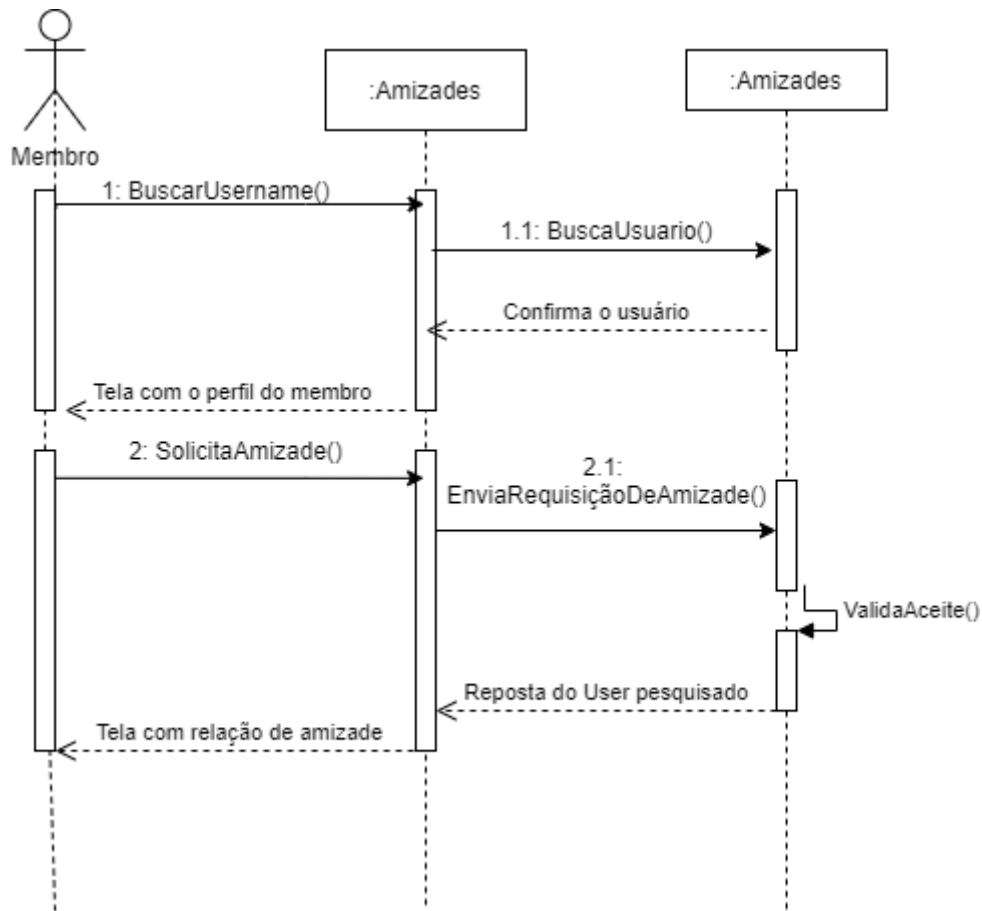 :Amizades
:Amizades
Membro
1: BuscarUsername()
1.1: BuscaUsuario()
Confirma o usuário
Tela com o perfil do membro
2: SolicitaAmizade()
2.1:
EnviaRequisiçãoDeAmizade()
ValidaAceite()
Reposta do User pesquisado
Tela com relação de amizade